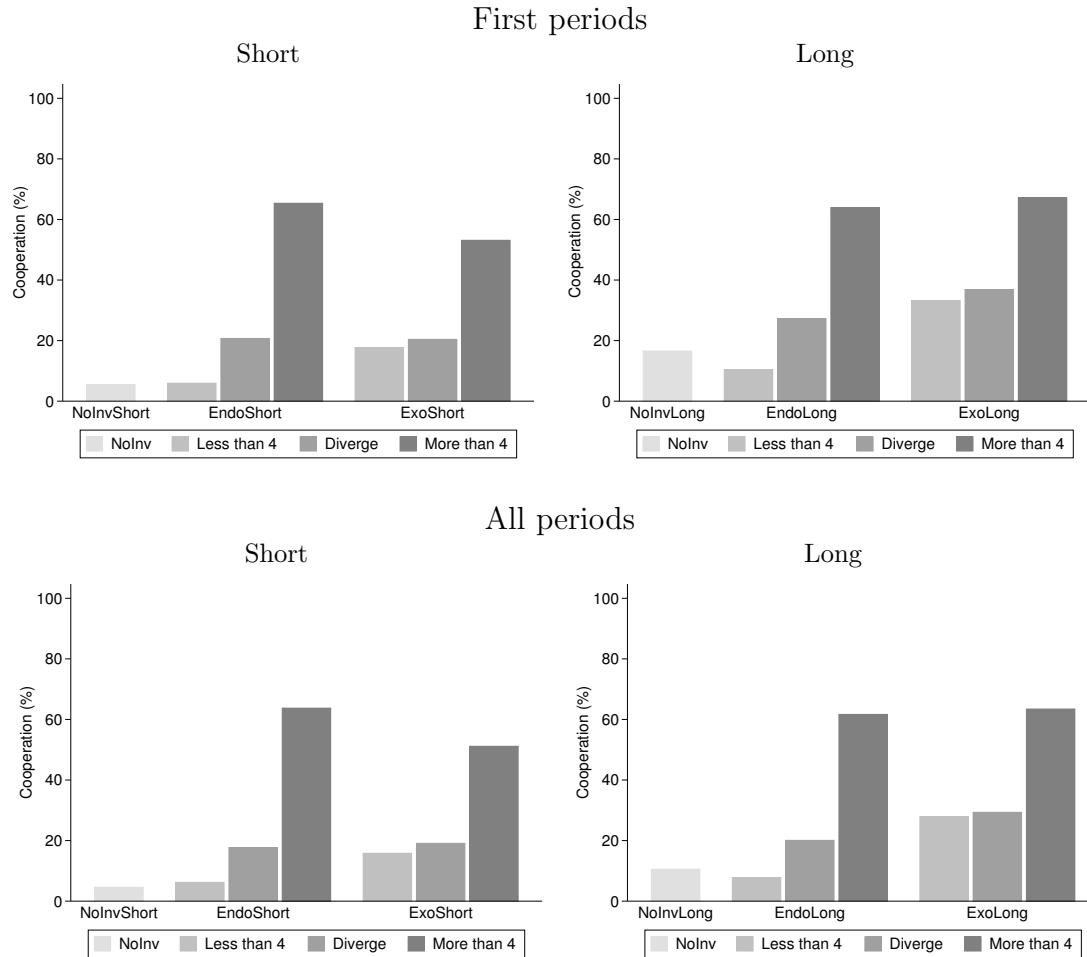 First periods
Short
Long
Cooperation (%)
100
80
60
40
20
0
NoInvShort EndoShort ExoShort
NoInv Less than 4 Diverge More than 4
Cooperation (%)
100
80
60
40
20
0
NoInvLong EndoLong ExoLong
NoInv Less than 4 Diverge More than 4
All periods
Short
Long
Cooperation (%)
100
80
60
40
20
0
NoInvShort EndoShort ExoShort
NoInv Less than 4 Diverge More than 4
Cooperation (%)
100
80
60
40
20
0
NoInvLong EndoLong ExoLong
NoInv Less than 4 Diverge More than 4